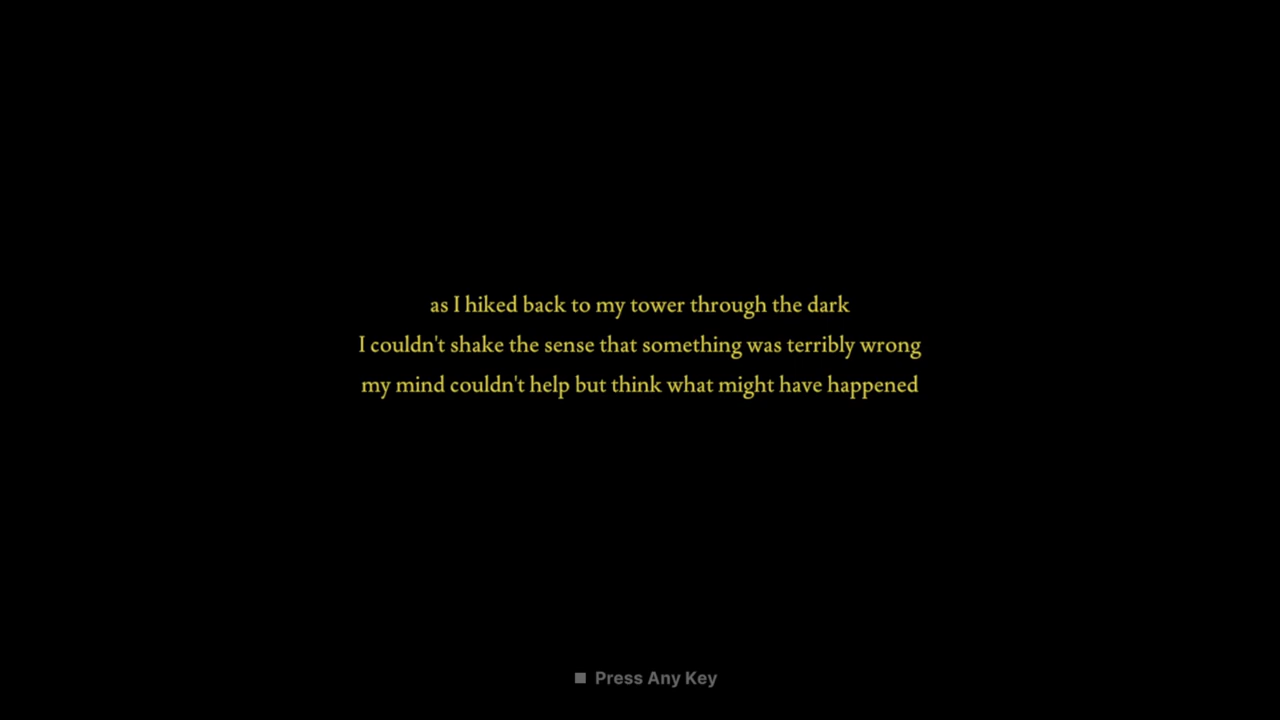 as I hiked back to my tower through the dark
I couldn't shake the sense that something was terribly wrong
my mind couldn't help but think what might have happened
Press Any Key